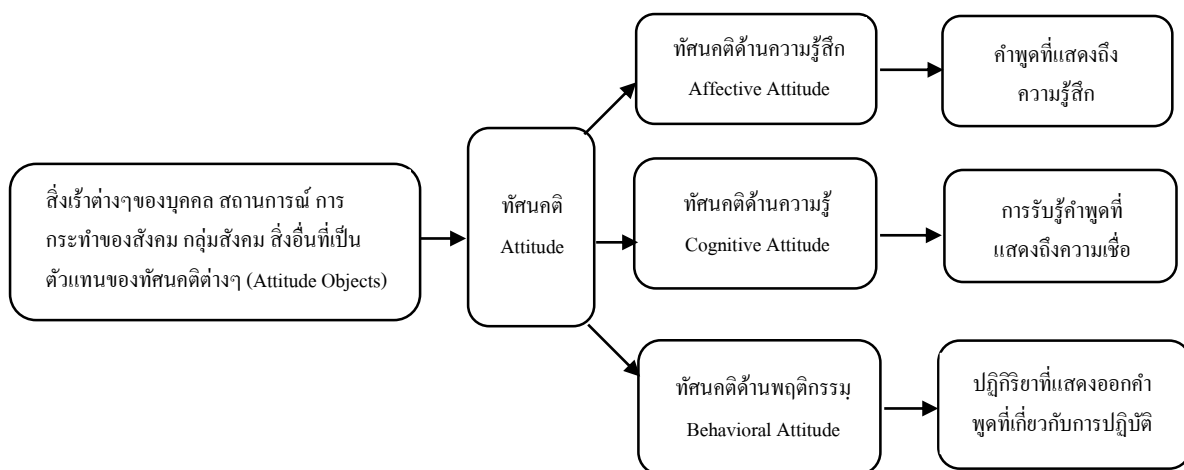 สิ่งเร้าต่างๆของบุคคล สถานการณ์ การ
กระทำของสังคม กลุ่มสังคม สิ่งอื่นที่เป็น
ตัวแทนของทัศนคติต่างๆ (Attitude Objects)
ทัศนคติ
Attitude
ทัศนคติด้านความรู้สึก
Affective Attitude
คำพูดที่แสดงถึง
ความรู้สึก
ทัศนคติด้านความรู้
Cognitive Attitude
การรับรู้คำพูดที่
แสดงถึงความเชื่อ
ทัศนคติด้านพฤติกรรม
Behavioral Attitude
ปฏิกิริยาที่แสดงออกคำ
พูดที่เกี่ยวกับการปฏิบัติ